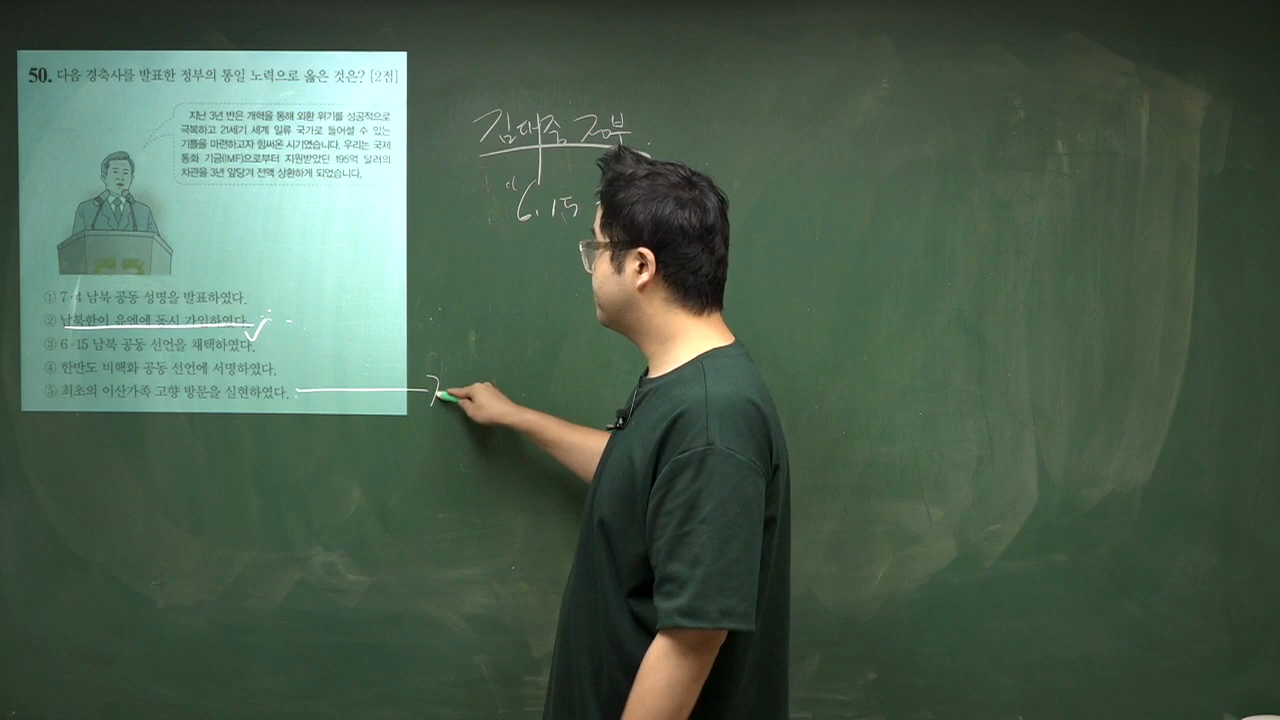 50. 다음 경축사를 발표한 정부의 통일 노력으로 옳은 것은? [2점]
지난 3년 반은 개혁을 통해 외환 위기를 성공적으로
극복하고 21세기 세계 일류 국가로 들어설 수 있는
기틀을 마련하고자 힘써온 시기였습니다. 우리는 국제
통화 기금(IMF)으로부터 지원받았던 195억 달러의
차관을 3년 앞당겨 전액 상환하게 되었습니다.
① 7·4 남북 공동 성명을 발표하였다.
② 남북한이 유엔에 동시 가입하였다.
③ 6·15 남북 공동 선언을 채택하였다.
④ 한반도 비핵화 공동 선언에 서명하였다.
⑤ 최초의 이산가족 고향 방문을 실현하였다.
김대중 정부
6.15